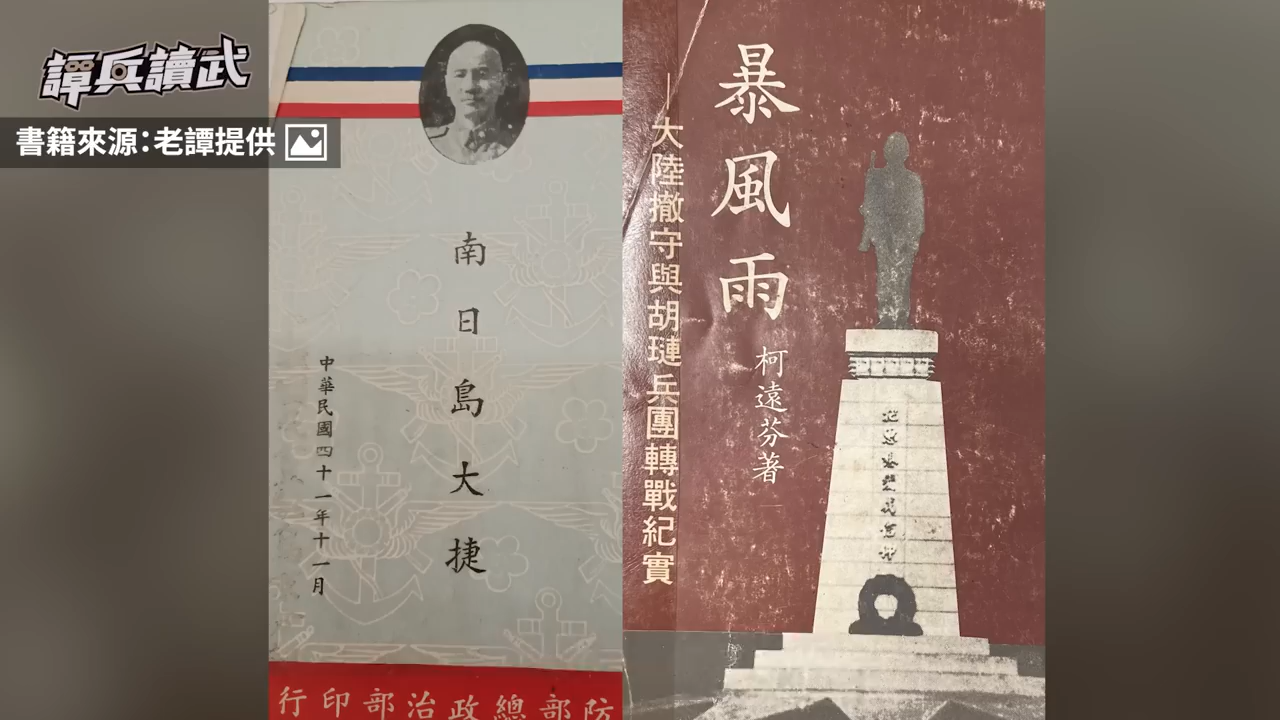 譚兵讀武
書籍來源：老譚提供
南日島大捷
中華民國四十一年十一月
行印部治政總部防
暴風雨
—大陸撤守與胡璉兵團轉戰紀實
柯遠芬著